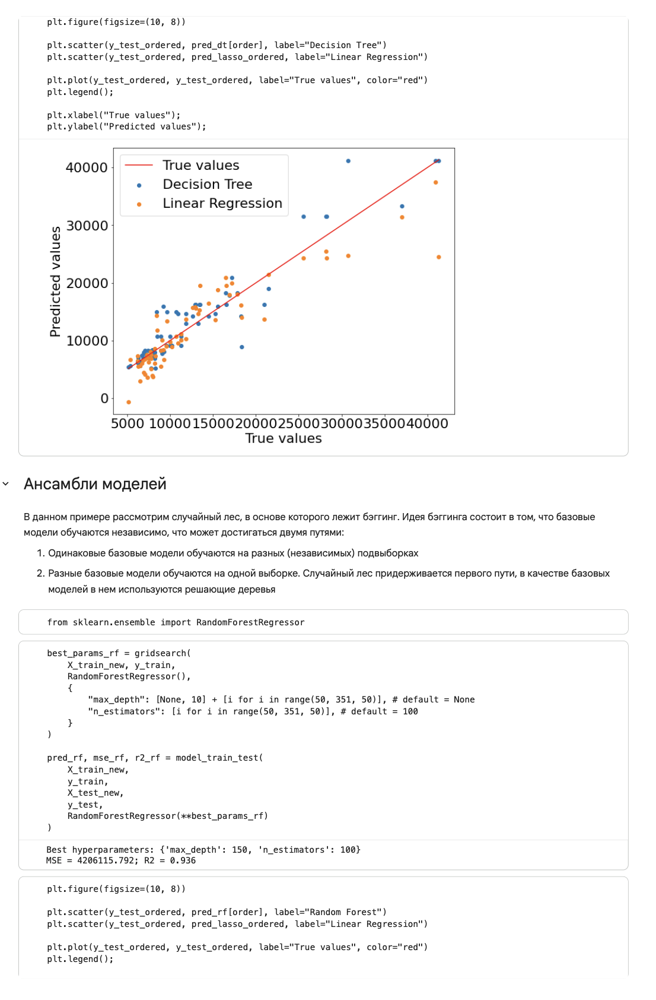 plt.figure(figsize=(10, 8))
plt.scatter(y_test_ordered, pred_dt[order], label="Decision Tree")
plt.scatter(y_test_ordered, pred_lasso_ordered, label="Linear Regression")
plt.plot(y_test_ordered, y_test_ordered, label="True values", color="red")
plt.legend();
plt.xlabel("True values");
plt.ylabel("Predicted values");
True values
Decision Tree
Linear Regression
40000
30000
20000
10000
0
Predicted values
5000 10000 15000 20000 25000 30000 35000 40000
True values
Ансамбли моделей
В данном примере рассмотрим случайный лес, в основе которого лежит бэггинг. Идея бэггинга состоит в том, что базовые
модели обучаются независимо, что может достигаться двумя путями:
1. Одинаковые базовые модели обучаются на разных (независимых) подвыборках
2. Разные базовые модели обучаются на одной выборке. Случайный лес придерживается первого пути, в качестве базовых
моделей в нем используются решающие деревья
from sklearn.ensemble import RandomForestRegressor
best_params_rf = gridsearch(
    X_train_new, y_train,
    RandomForestRegressor(),
    {
        "max_depth": [None, 10] + [i for i in range(50, 351, 50)], # default = None
        "n_estimators": [i for i in range(50, 351, 50)], # default = 100
    }
)
pred_rf, mse_rf, r2_rf = model_train_test(
    X_train_new,
    y_train,
    X_test_new,
    y_test,
    RandomForestRegressor(**best_params_rf)
)
Best hyperparameters: {'max_depth': 150, 'n_estimators': 100}
MSE = 4206115.792; R2 = 0.936
plt.figure(figsize=(10, 8))
plt.scatter(y_test_ordered, pred_rf[order], label="Random Forest")
plt.scatter(y_test_ordered, pred_lasso_ordered, label="Linear Regression")
plt.plot(y_test_ordered, y_test_ordered, label="True values", color="red")
plt.legend();